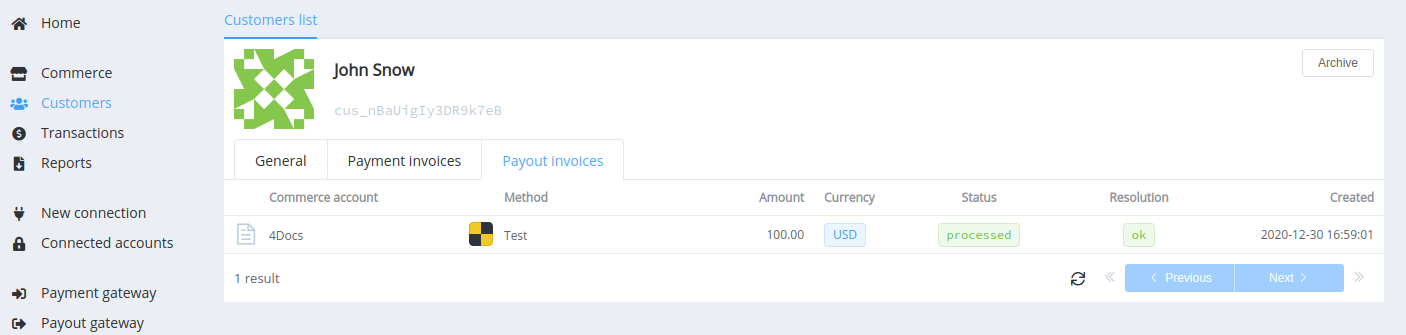 Home
Commerce
Customers
Transactions
Reports
New connection
Connected accounts
Payment gateway
Payout gateway
Customers list
John Snow
Archive
cus_nBaUigIy3DR9k7eB
General Payment invoices Payout invoices
Commerce account Method Amount Currency Status Resolution Created
4Docs Test 100.00 USD processed ok 2020-12-30 16:59:01
1 result Previous Next